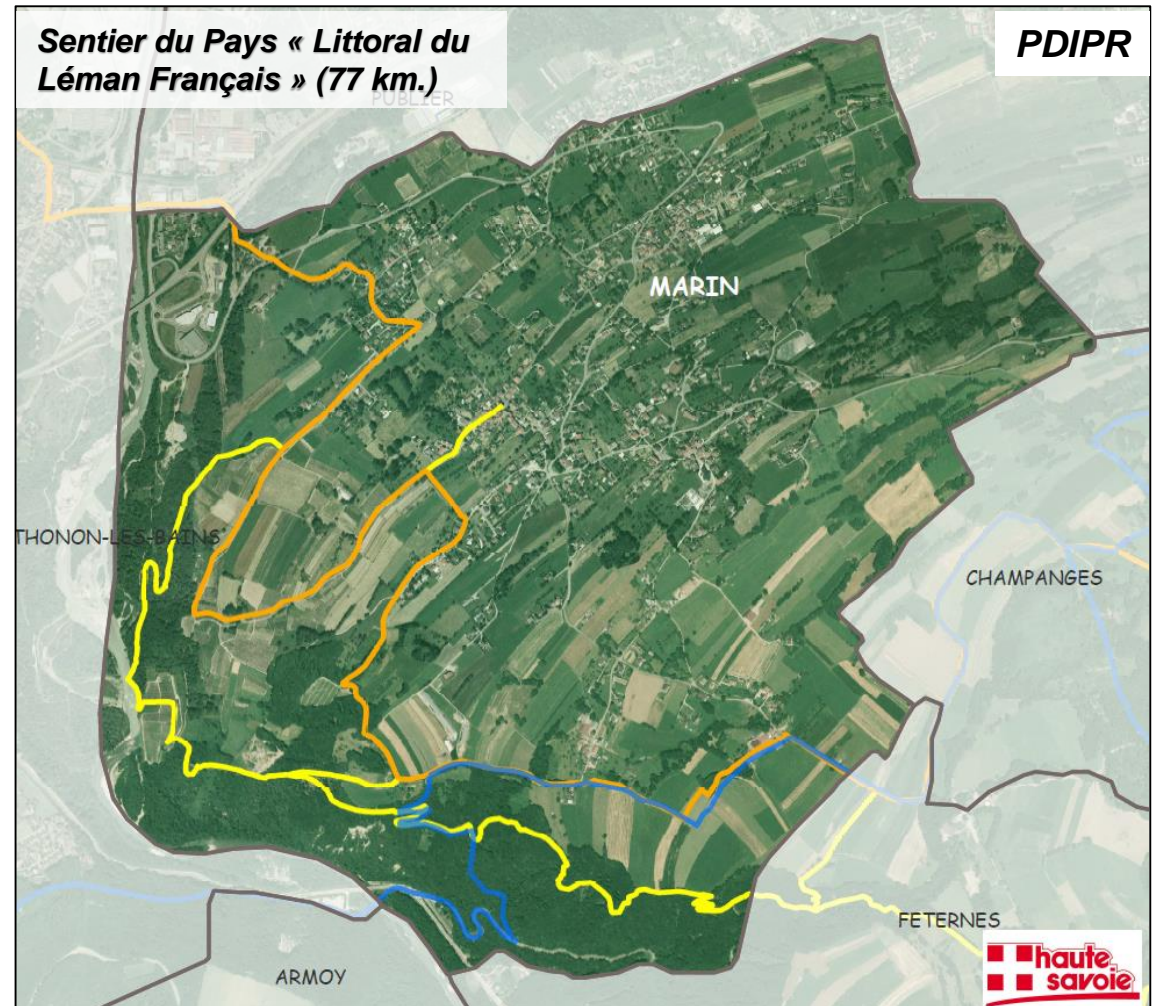 Sentier du Pays « Littoral du
Léman Français » (77 km.)
PDIPR
PUBLIER
MARIN
THONON-LES-BAINS
CHAMPANGES
FETERNES
ARMOY
haute
savoie